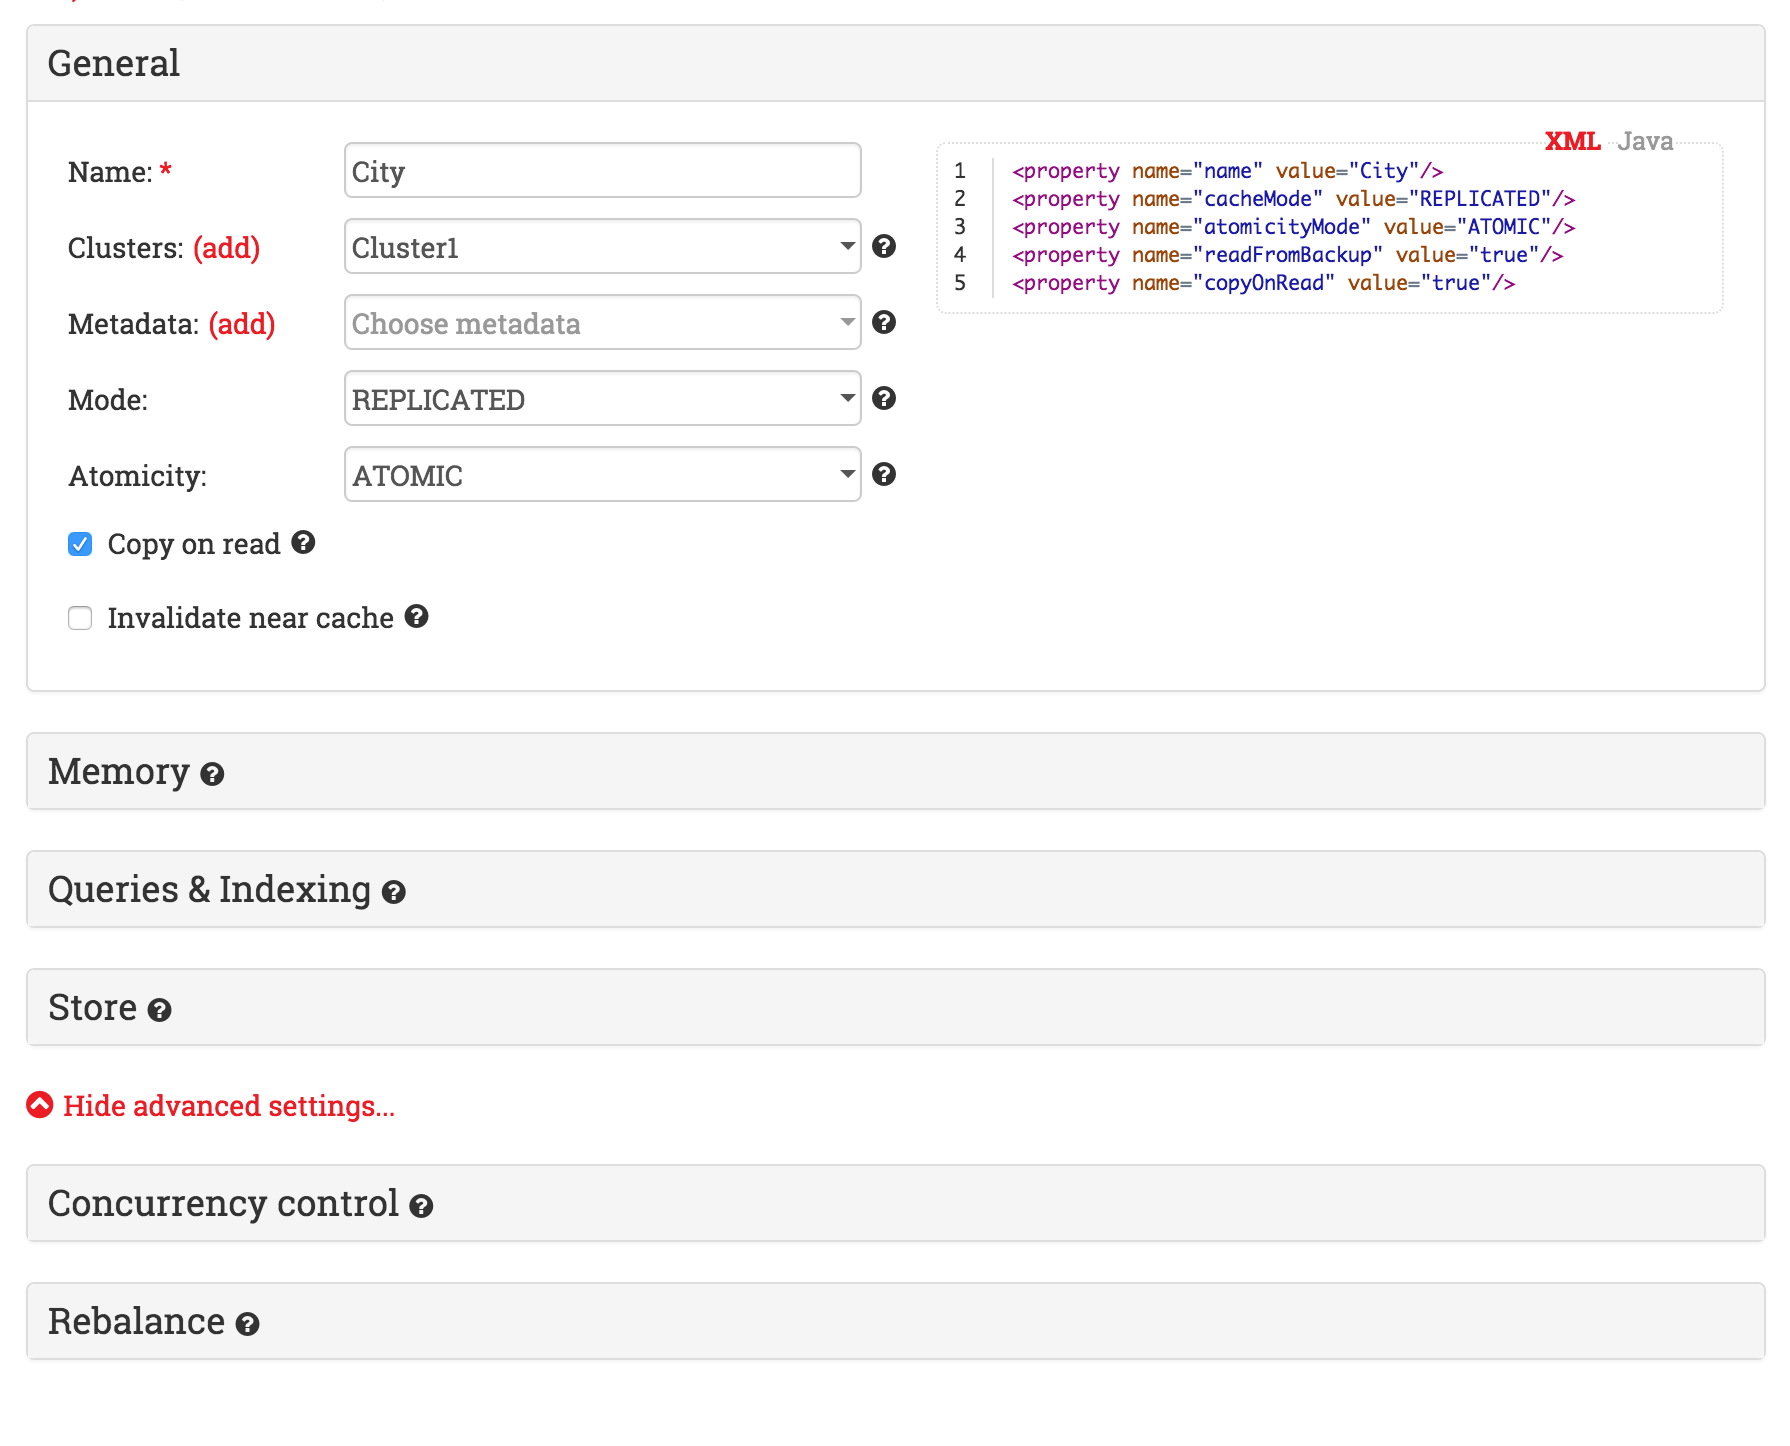 General
Name: *
City
Clusters: (add)
Cluster1
Metadata: (add)
Choose metadata
Mode:
REPLICATED
Atomicity:
ATOMIC
Copy on read
Invalidate near cache
XML Java
1 <property name="name" value="City"/>
2 <property name="cacheMode" value="REPLICATED"/>
3 <property name="atomicityMode" value="ATOMIC"/>
4 <property name="readFromBackup" value="true"/>
5 <property name="copyOnRead" value="true"/>
Memory
Queries & Indexing
Store
Hide advanced settings...
Concurrency control
Rebalance